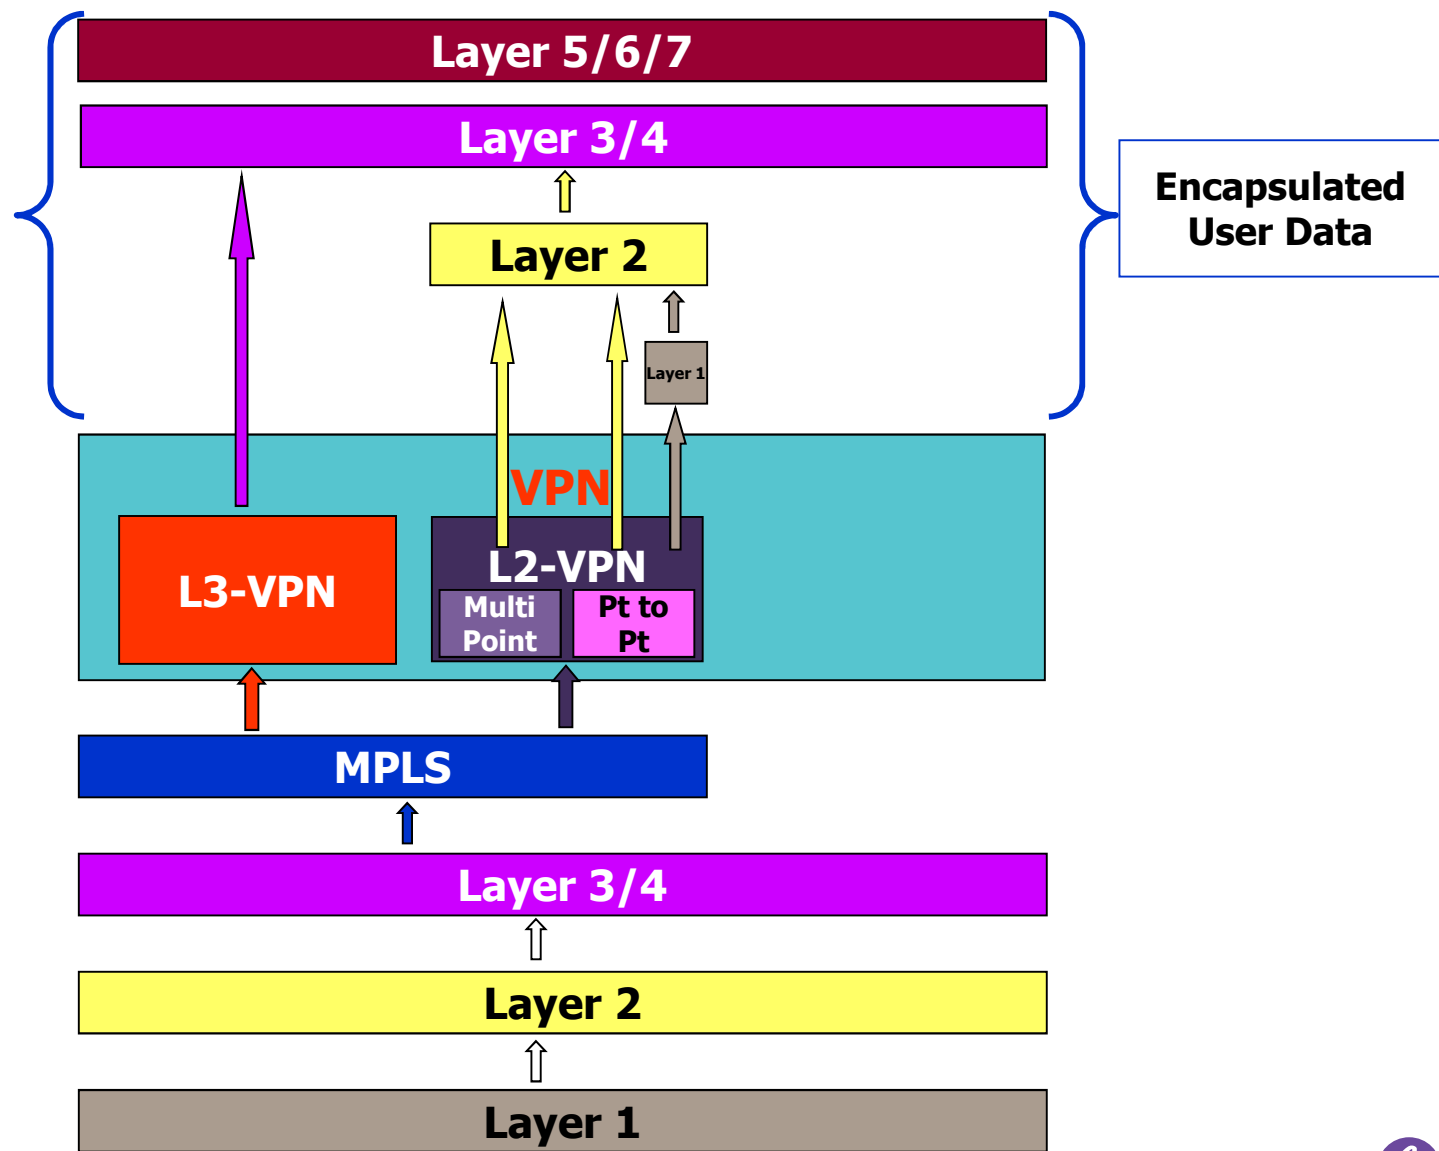 Layer 5/6/7
Layer 3/4
Encapsulated
User Data
Layer 2
Layer 1
VPN
L3-VPN
L2-VPN
Multi
Point
Pt to
Pt
MPLS
Layer 3/4
Layer 2
Layer 1